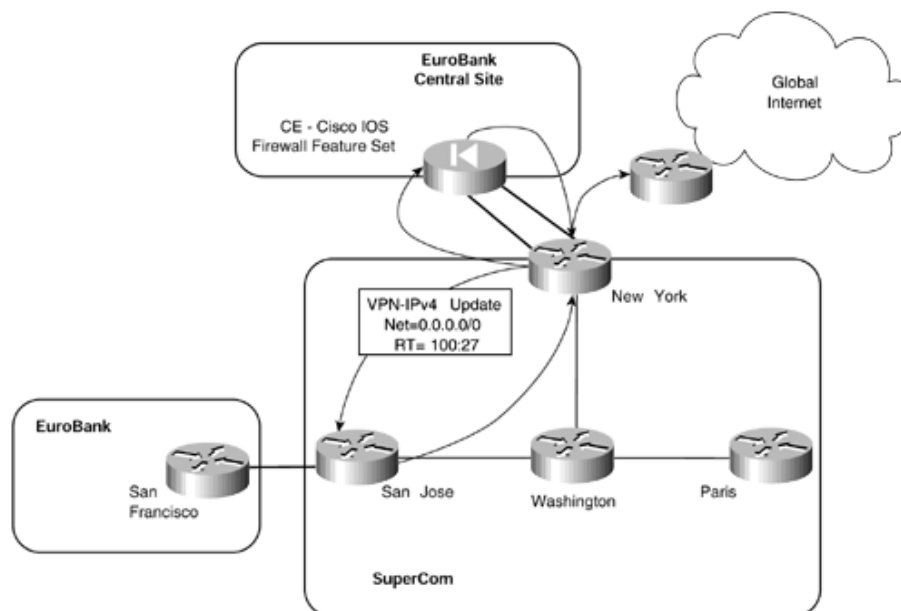 EuroBank
Central Site
CE - Cisco IOS
Firewall Feature Set
Global
Internet
New York
VPN-IPv4 Update
Net=0.0.0.0/0
RT= 100:27
EuroBank
San
Francisco
San Jose
Washington
Paris
SuperCom